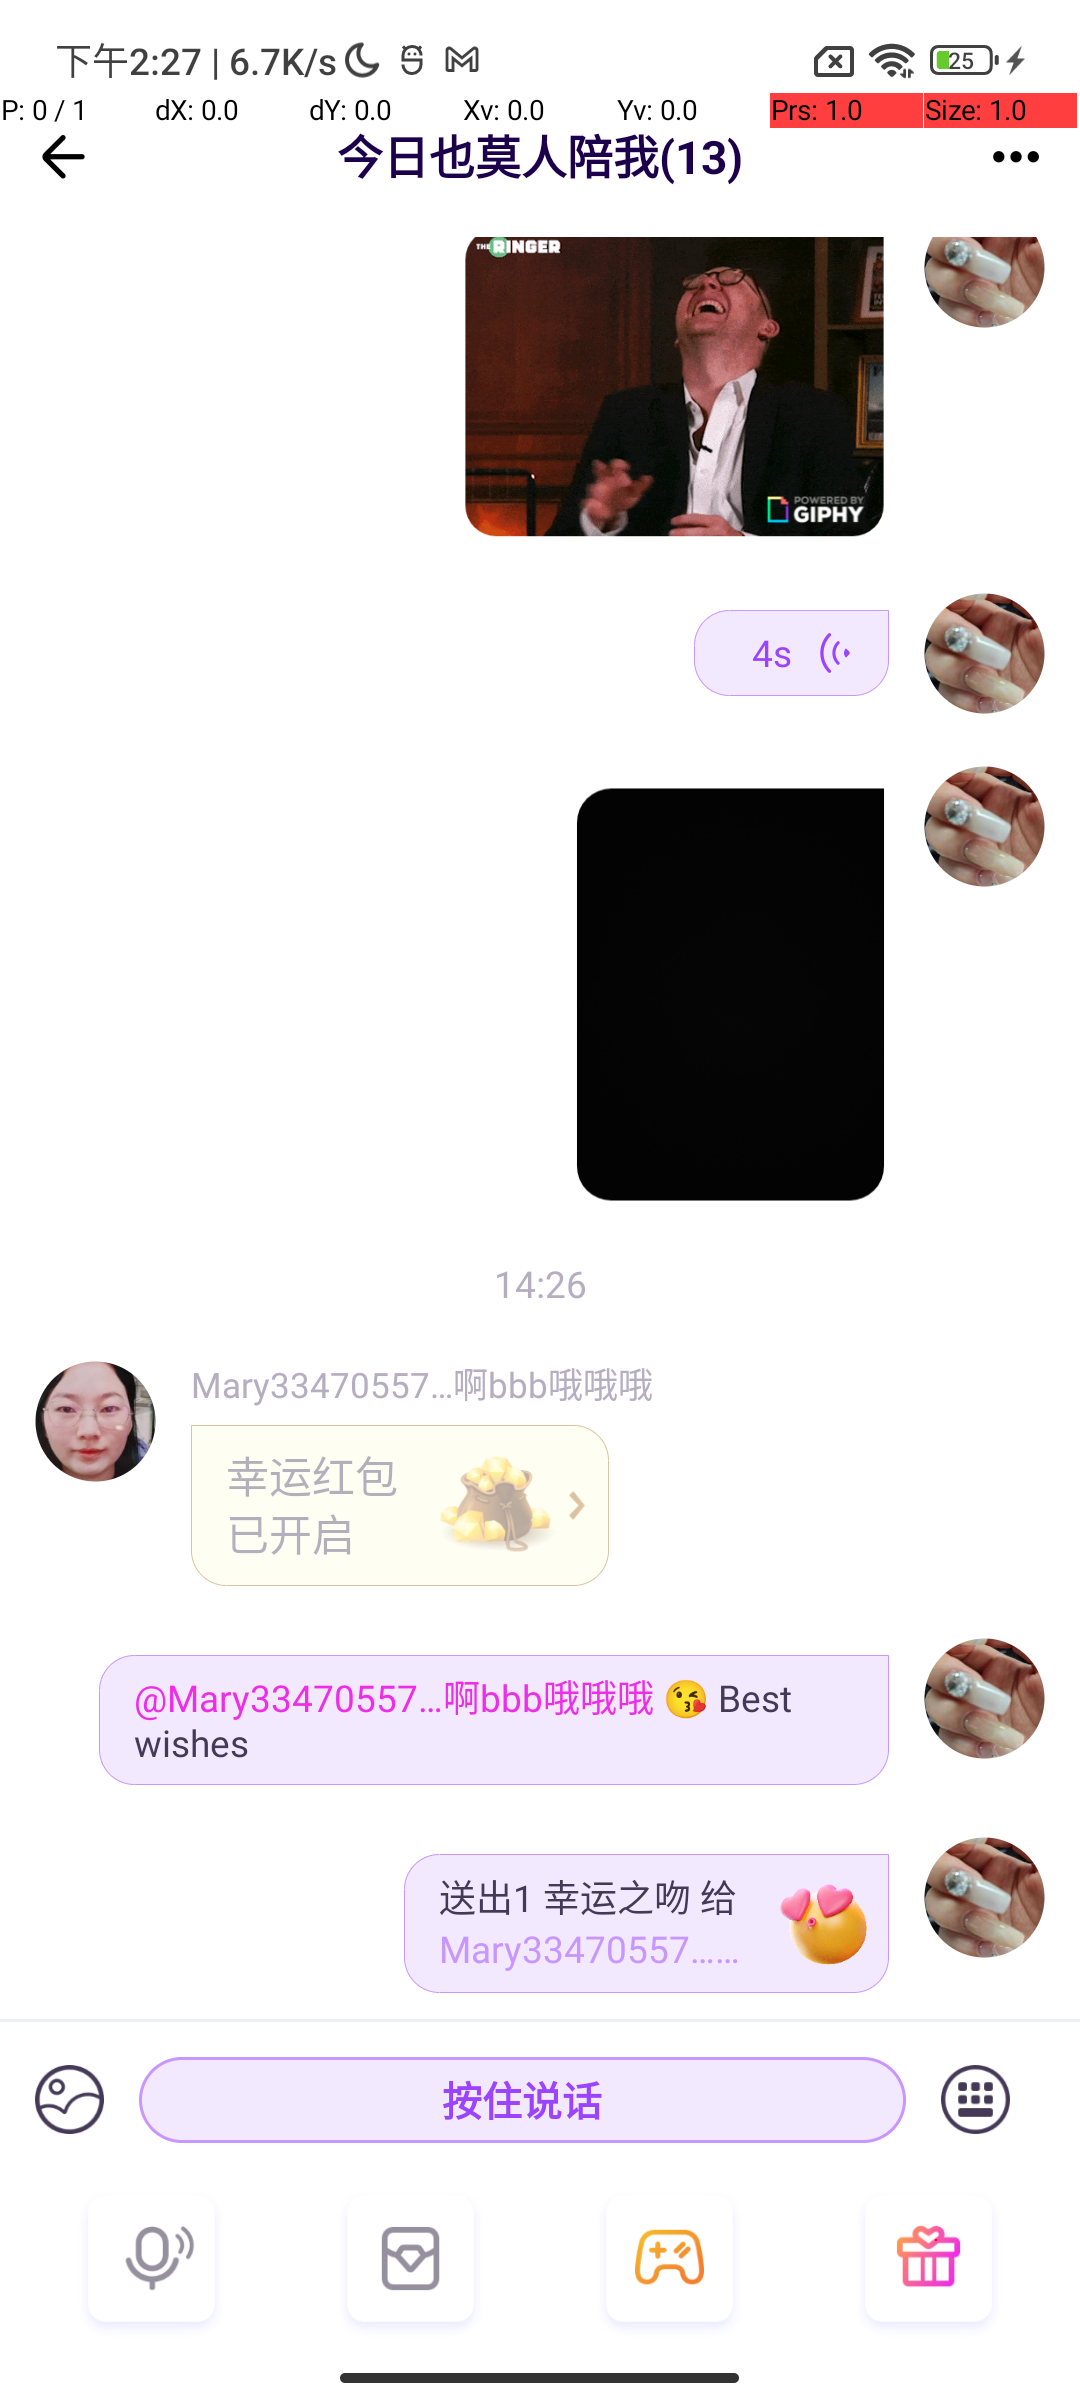 下午2:27 | 6.7K/s
25
P: 0 / 1 dX: 0.0 dY: 0.0 Xv: 0.0 Yv: 0.0 Prs: 1.0 Size: 1.0
今日也莫人陪我(13)
THE RINGER
POWERED BY
GIPHY
4s
14:26
Mary33470557...啊bbb哦哦哦
幸运红包
已开启
@Mary33470557...啊bbb哦哦哦 😘 Best
wishes
送出1 幸运之吻 给
Mary33470557......
按住说话